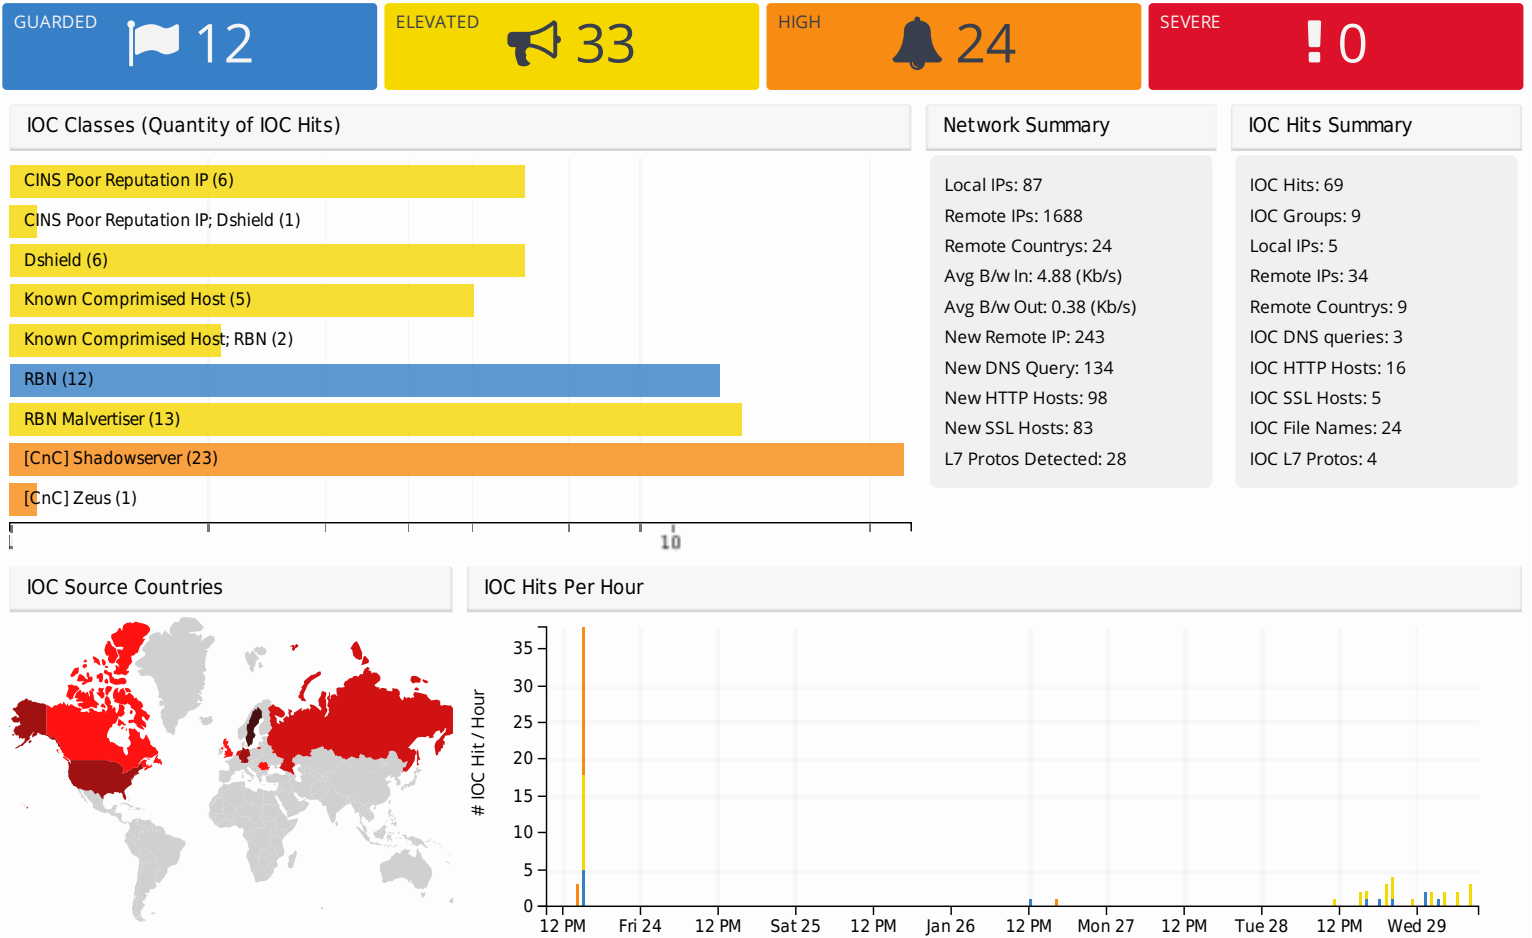 GUARDED
12
ELEVATED
33
HIGH
24
SEVERE
0
IOC Classes (Quantity of IOC Hits)
CINS Poor Reputation IP (6)
CINS Poor Reputation IP; Dshield (1)
Dshield (6)
Known Comprimised Host (5)
Known Comprimised Host; RBN (2)
RBN (12)
RBN Malvertiser (13)
[CnC] Shadowserver (23)
[CnC] Zeus (1)
1 10
Network Summary
Local IPs: 87
Remote IPs: 1688
Remote Countrys: 24
Avg B/w In: 4.88 (Kb/s)
Avg B/w Out: 0.38 (Kb/s)
New Remote IP: 243
New DNS Query: 134
New HTTP Hosts: 98
New SSL Hosts: 83
L7 Protos Detected: 28
IOC Hits Summary
IOC Hits: 69
IOC Groups: 9
Local IPs: 5
Remote IPs: 34
Remote Countrys: 9
IOC DNS queries: 3
IOC HTTP Hosts: 16
IOC SSL Hosts: 5
IOC File Names: 24
IOC L7 Protos: 4
IOC Source Countries
IOC Hits Per Hour
# IOC Hit / Hour
35
30
25
20
15
10
5
0
12 PM Fri 24 12 PM Sat 25 12 PM Jan 26 12 PM Mon 27 12 PM Tue 28 12 PM Wed 29